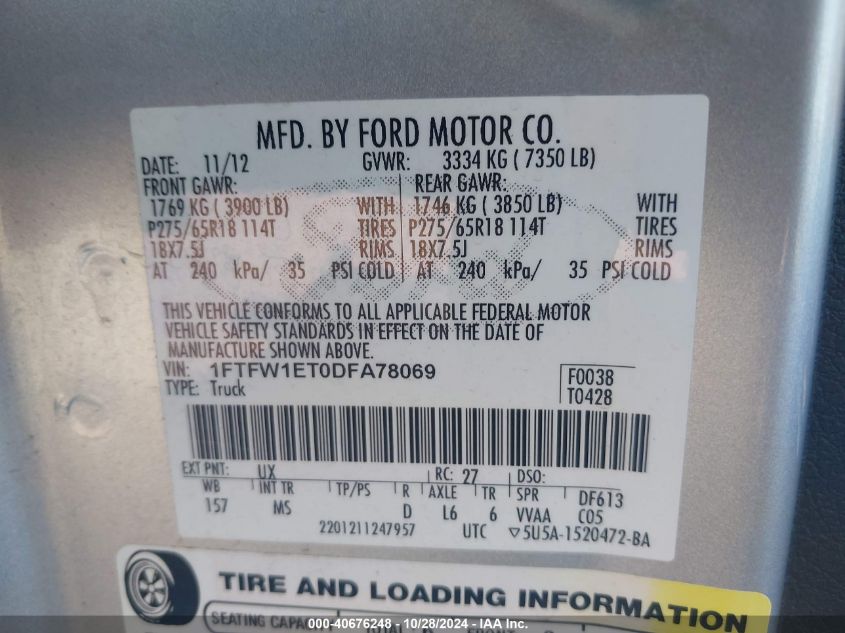 MFD. BY FORD MOTOR CO.
DATE: 11/12 GVWR: 3334 KG ( 7350 LB)
FRONT GAWR: REAR GAWR:
1769 KG ( 3900 LB) WITH 1746 KG ( 3850 LB) WITH
P275/65R18 114T TIRES P275/65R18 114T TIRES
18X7.5J RIMS 18X7.5J RIMS
AT 240 kPa/ 35 PSI COLD AT 240 kPa/ 35 PSI COLD
THIS VEHICLE CONFORMS TO ALL APPLICABLE FEDERAL MOTOR
VEHICLE SAFETY STANDARDS IN EFFECT ON THE DATE OF
MANUFACTURE SHOWN ABOVE.
VIN: 1FTFW1ET0DFA78069 F0038
TYPE: Truck T0428
EXT PNT: UX RC: 27 DSO:
WB INT TR TP/PS R AXLE TR SPR DF613
157 MS D L6 6 VVAA C05
2201211247957 UTC ▽5U5A-1520472-BA
TIRE AND LOADING INFORMATION
SEATING CAPACITY
000-40676248 - 10/28/2024 - IAA Inc.